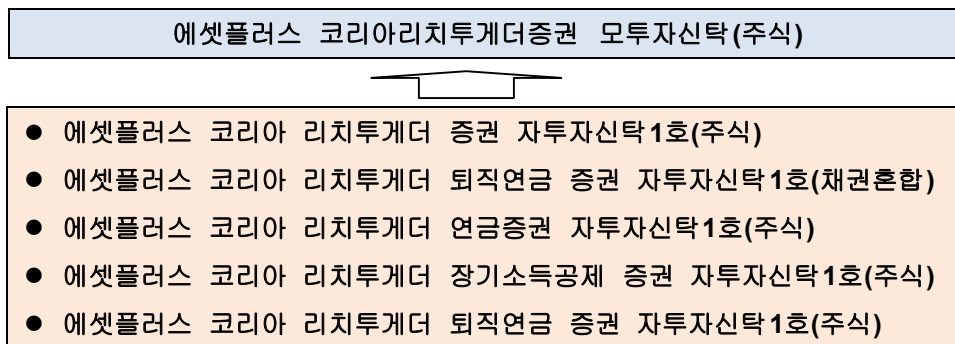 에셋플러스 코리아리치투게더증권 모투자신탁(주식)
● 에셋플러스 코리아 리치투게더 증권 자투자신탁1호(주식)
● 에셋플러스 코리아 리치투게더 퇴직연금 증권 자투자신탁1호(채권혼합)
● 에셋플러스 코리아 리치투게더 연금증권 자투자신탁1호(주식)
● 에셋플러스 코리아 리치투게더 장기소득공제 증권 자투자신탁1호(주식)
● 에셋플러스 코리아 리치투게더 퇴직연금 증권 자투자신탁1호(주식)